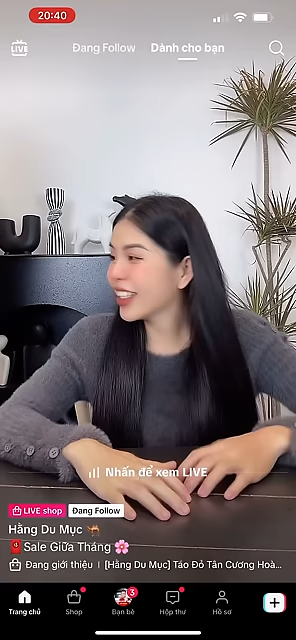 20:40
LIVE
Đang Follow Dành cho bạn
Nhấn để xem LIVE
LIVE shop Đang Follow
Hằng Du Mục
Sale Giữa Tháng
Đang giới thiệu | [Hằng Du Mục] Táo Đỏ Tân Cương Hoà...
3
Trang chủ Shop Bạn bè Hộp thư Hồ sơ